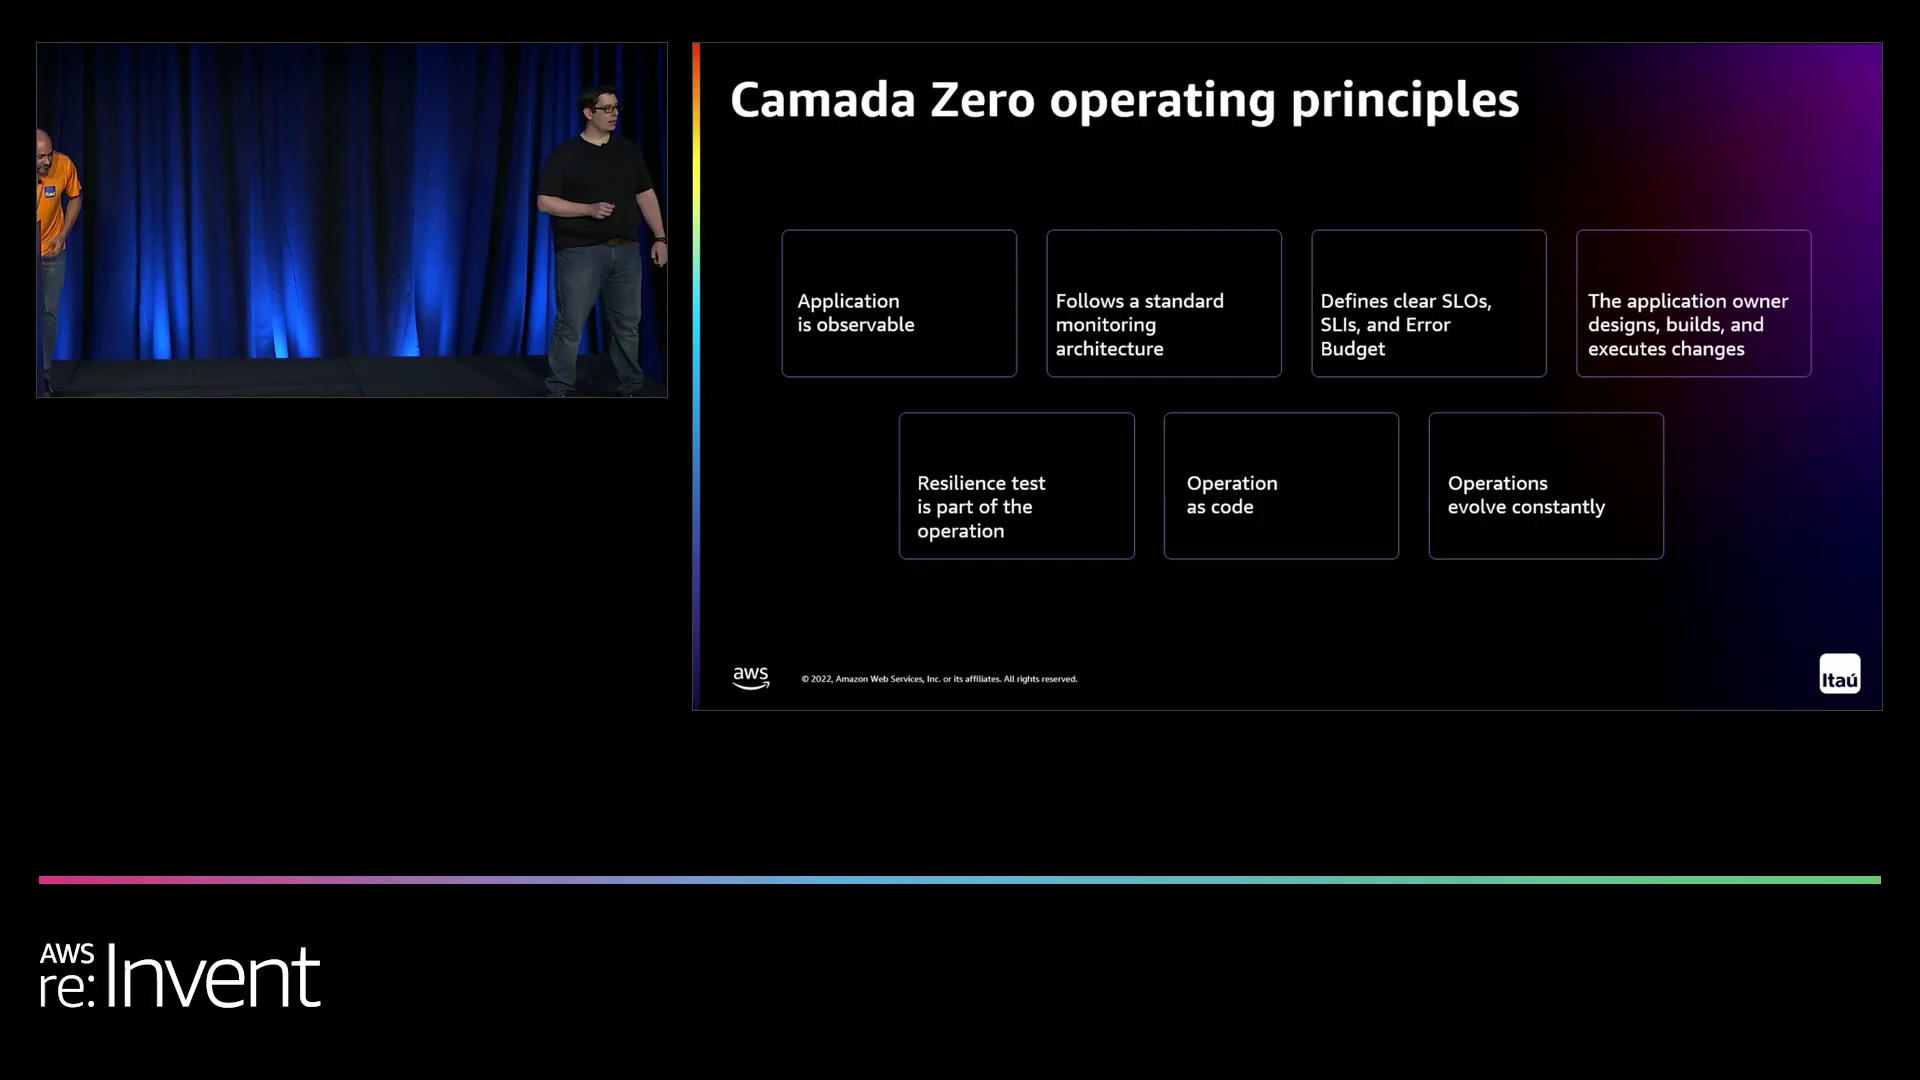 Camada Zero operating principles
Application
is observable
Follows a standard
monitoring
architecture
Defines clear SLOs,
SLIs, and Error
Budget
The application owner
designs, builds, and
executes changes
Resilience test
is part of the
operation
Operation
as code
Operations
evolve constantly
aws
© 2022, Amazon Web Services, Inc. or its affiliates. All rights reserved.
Itaú
AWS
re:Invent